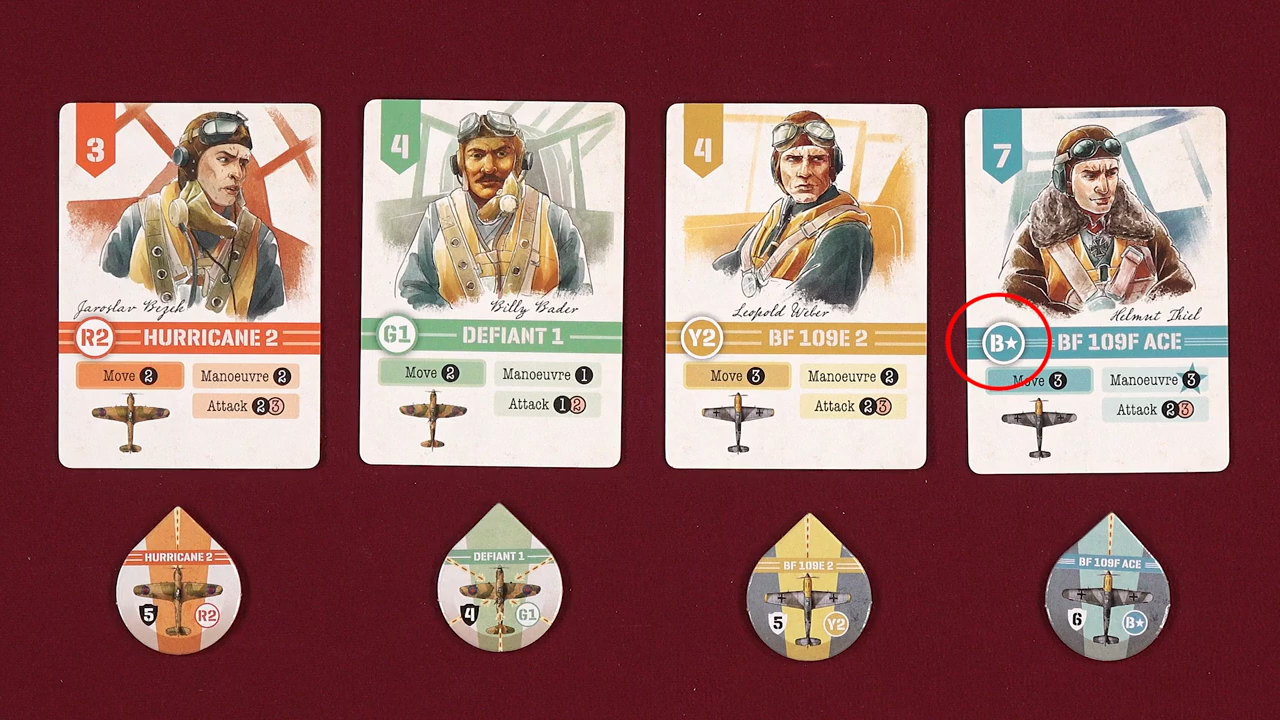 3
Jaroslav Bezek
R2 HURRICANE 2
Move 2 Manoeuvre 2
Attack 2 3
4
Billy Bader
G1 DEFIANT 1
Move 2 Manoeuvre 1
Attack 1 2
4
Leopold Weber
Y2 BF 109E 2
Move 3 Manoeuvre 2
Attack 2 3
7
Helmut Thiel
B★ BF 109F ACE
Move 3 Manoeuvre 3
Attack 2 3
HURRICANE 2
5 R2
DEFIANT 1
4 G1
BF 109E 2
5 Y2
BF 109F ACE
6 B★